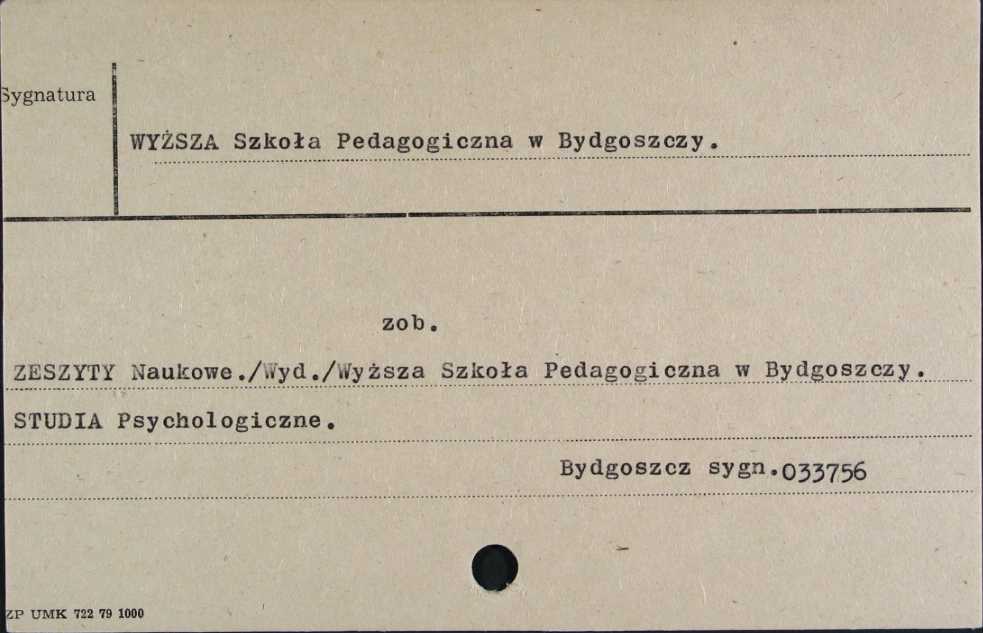 Sygnatura
WYŻSZA Szkoła Pedagogiczna w Bydgoszczy.
zob.
ZESZYTY Naukowe./Wyd./Wyższa Szkoła Pedagogiczna w Bydgoszczy.
STUDIA Psychologiczne.
Bydgoszcz sygn.033756
ZP UMK 722 79 1000